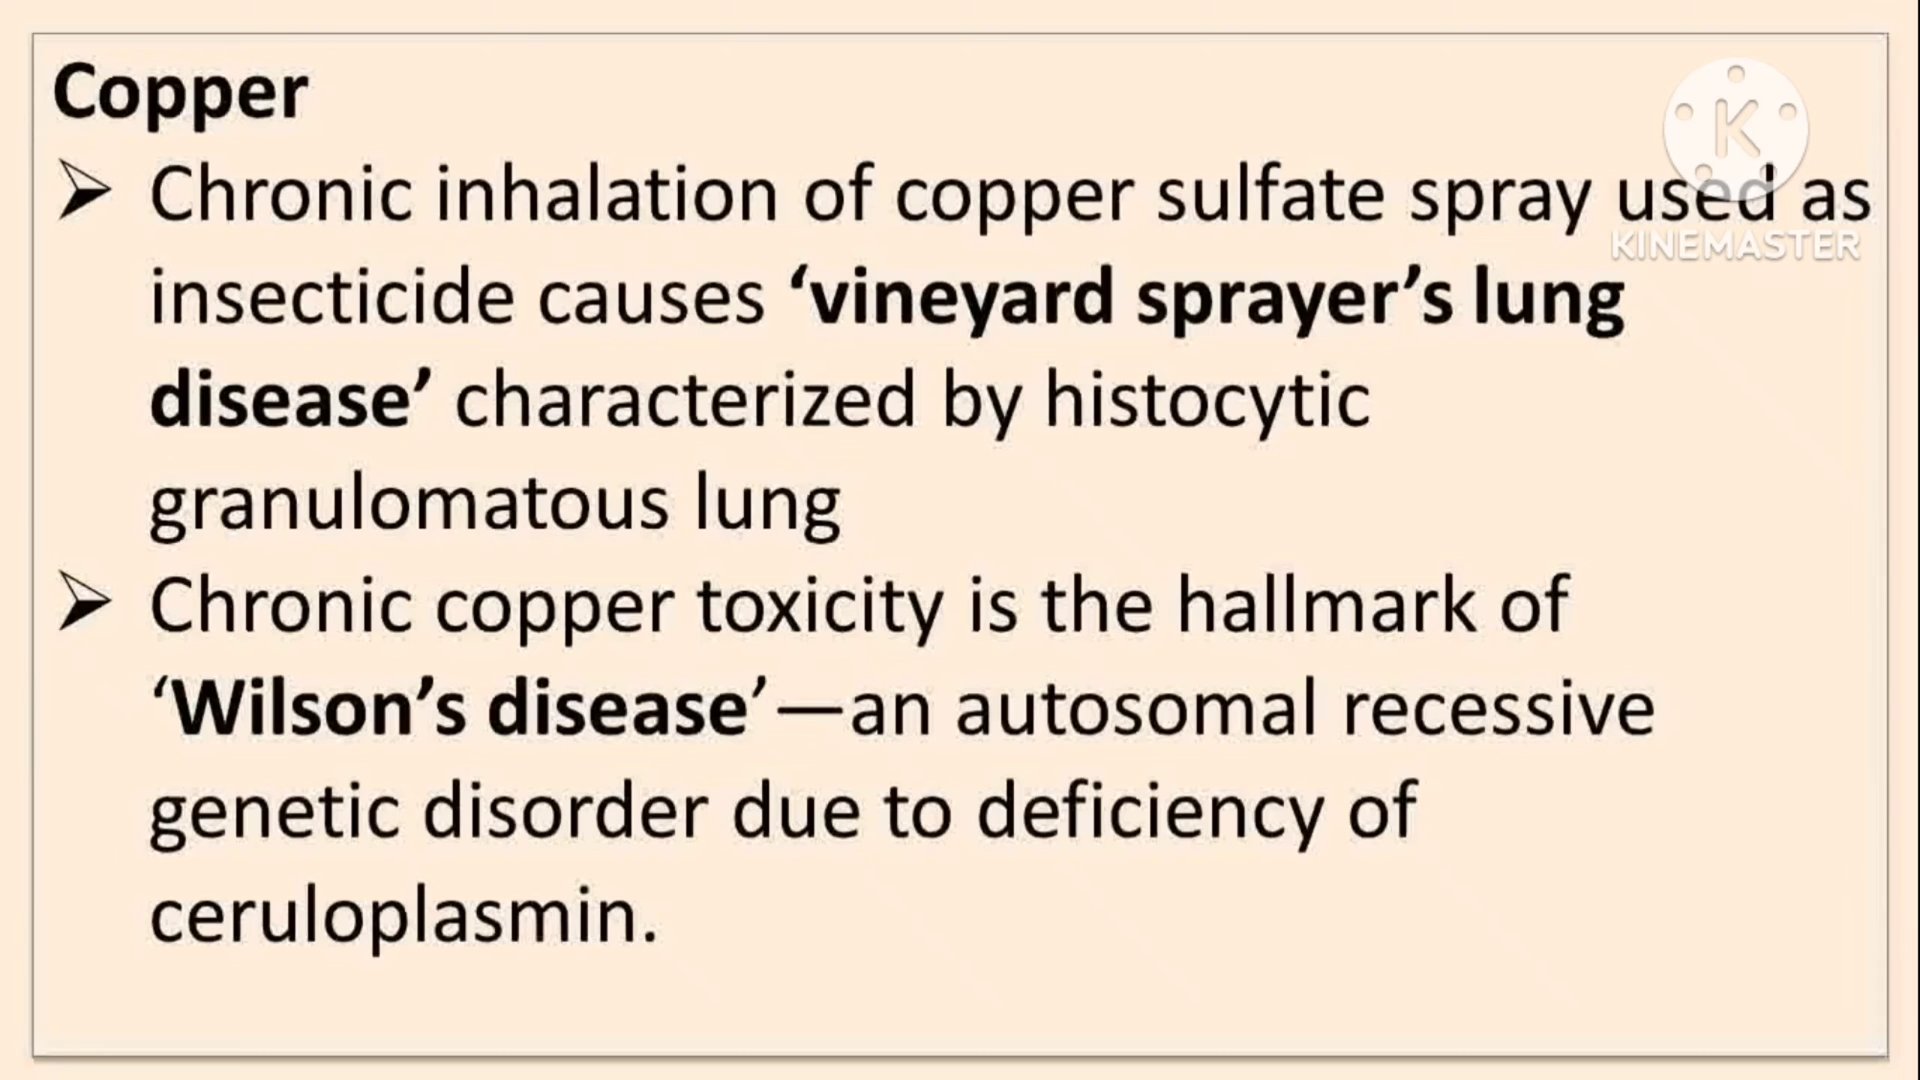 Copper
➢ Chronic inhalation of copper sulfate spray used as
insecticide causes ‘vineyard sprayer’s lung
disease’ characterized by histocytic
granulomatous lung
➢ Chronic copper toxicity is the hallmark of
‘Wilson’s disease’—an autosomal recessive
genetic disorder due to deficiency of
ceruloplasmin.
K
KINEMASTER